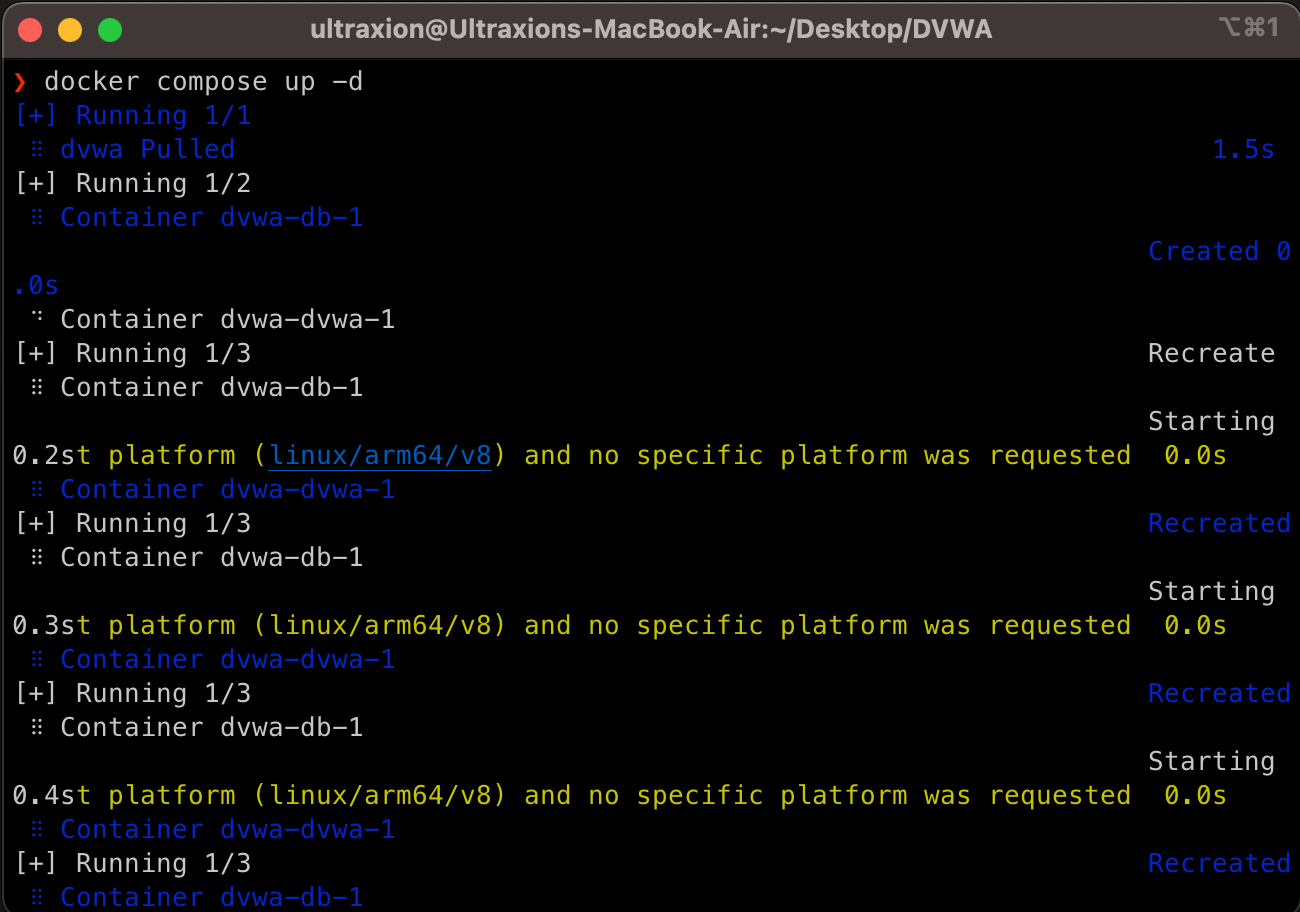 ultraxion@Ultraxions-MacBook-Air:~/Desktop/DVWA ⌥⌘1
❯ docker compose up -d
[+] Running 1/1
⠿ dvwa Pulled 1.5s
[+] Running 1/2
⠿ Container dvwa-db-1
Created 0
.0s
⠙ Container dvwa-dvwa-1
[+] Running 1/3 Recreate
⠿ Container dvwa-db-1
Starting
0.2st platform (linux/arm64/v8) and no specific platform was requested 0.0s
⠿ Container dvwa-dvwa-1
[+] Running 1/3 Recreated
⠿ Container dvwa-db-1
Starting
0.3st platform (linux/arm64/v8) and no specific platform was requested 0.0s
⠿ Container dvwa-dvwa-1
[+] Running 1/3 Recreated
⠿ Container dvwa-db-1
Starting
0.4st platform (linux/arm64/v8) and no specific platform was requested 0.0s
⠿ Container dvwa-dvwa-1
[+] Running 1/3 Recreated
⠿ Container dvwa-db-1